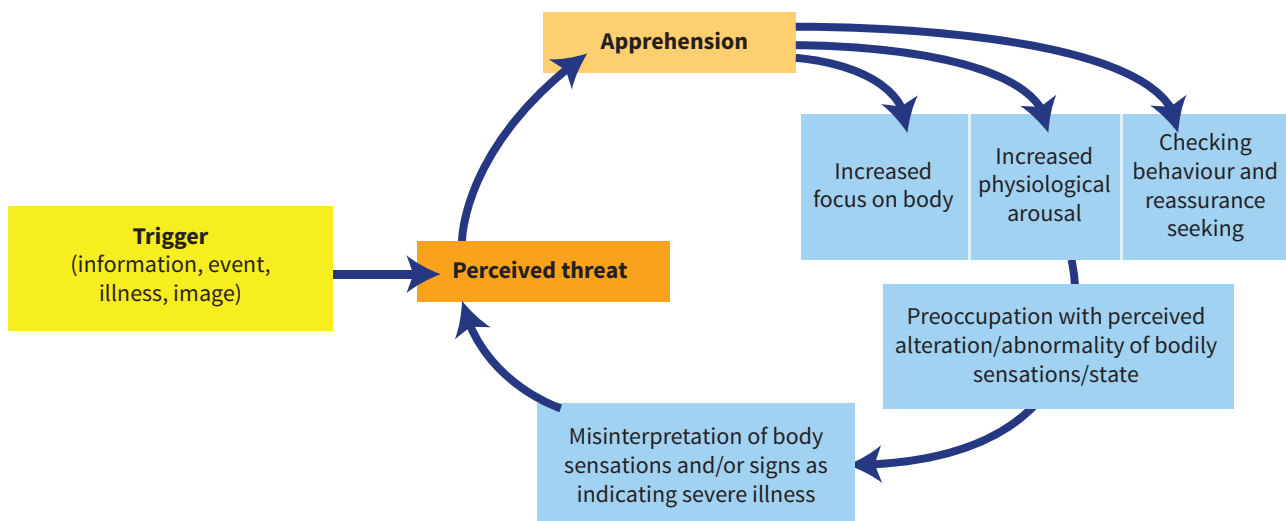 Apprehension
Increased
focus on body
Increased
physiological
arousal
Checking
behaviour and
reassurance
seeking
Trigger
(information, event,
illness, image)
Perceived threat
Preoccupation with perceived
alteration/abnormality of bodily
sensations/state
Misinterpretation of body
sensations and/or signs as
indicating severe illness